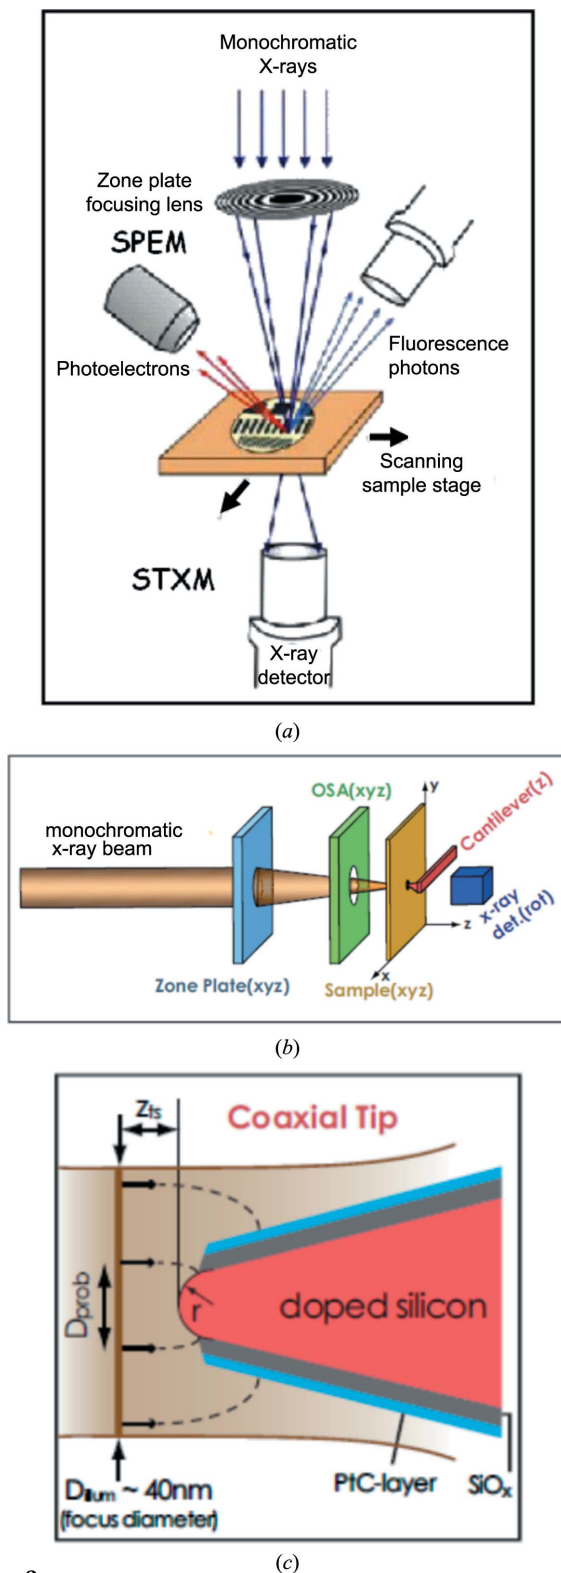 Monochromatic
X-rays
Zone plate
focusing lens
SPEM
Photoelectrons
Fluorescence
photons
Scanning
sample stage
STXM
X-ray
detector
(a)
monochromatic
x-ray beam
OSA(xyz)
y
Cantilever(z)
z
x-ray
det.(rot)
x
Zone Plate(xyz)
Sample(xyz)
(b)
Zts
Coaxial Tip
Dprob
r
doped silicon
PtC-layer
SiOx
Dillum ~ 40nm
(focus diameter)
(c)